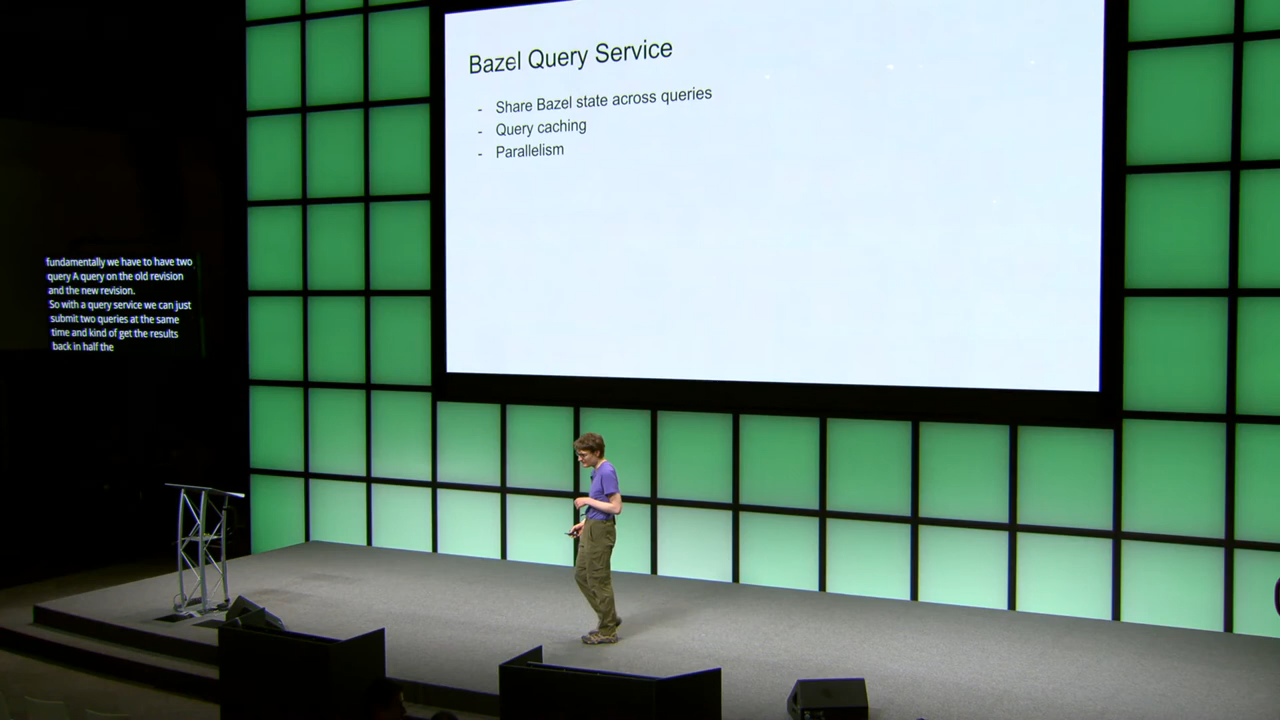 Bazel Query Service
- Share Bazel state across queries
- Query caching
- Parallelism
fundamentally we have to have two
query A query on the old revision
and the new revision.
So with a query service we can just
submit two queries at the same
time and kind of get the results
back in half the